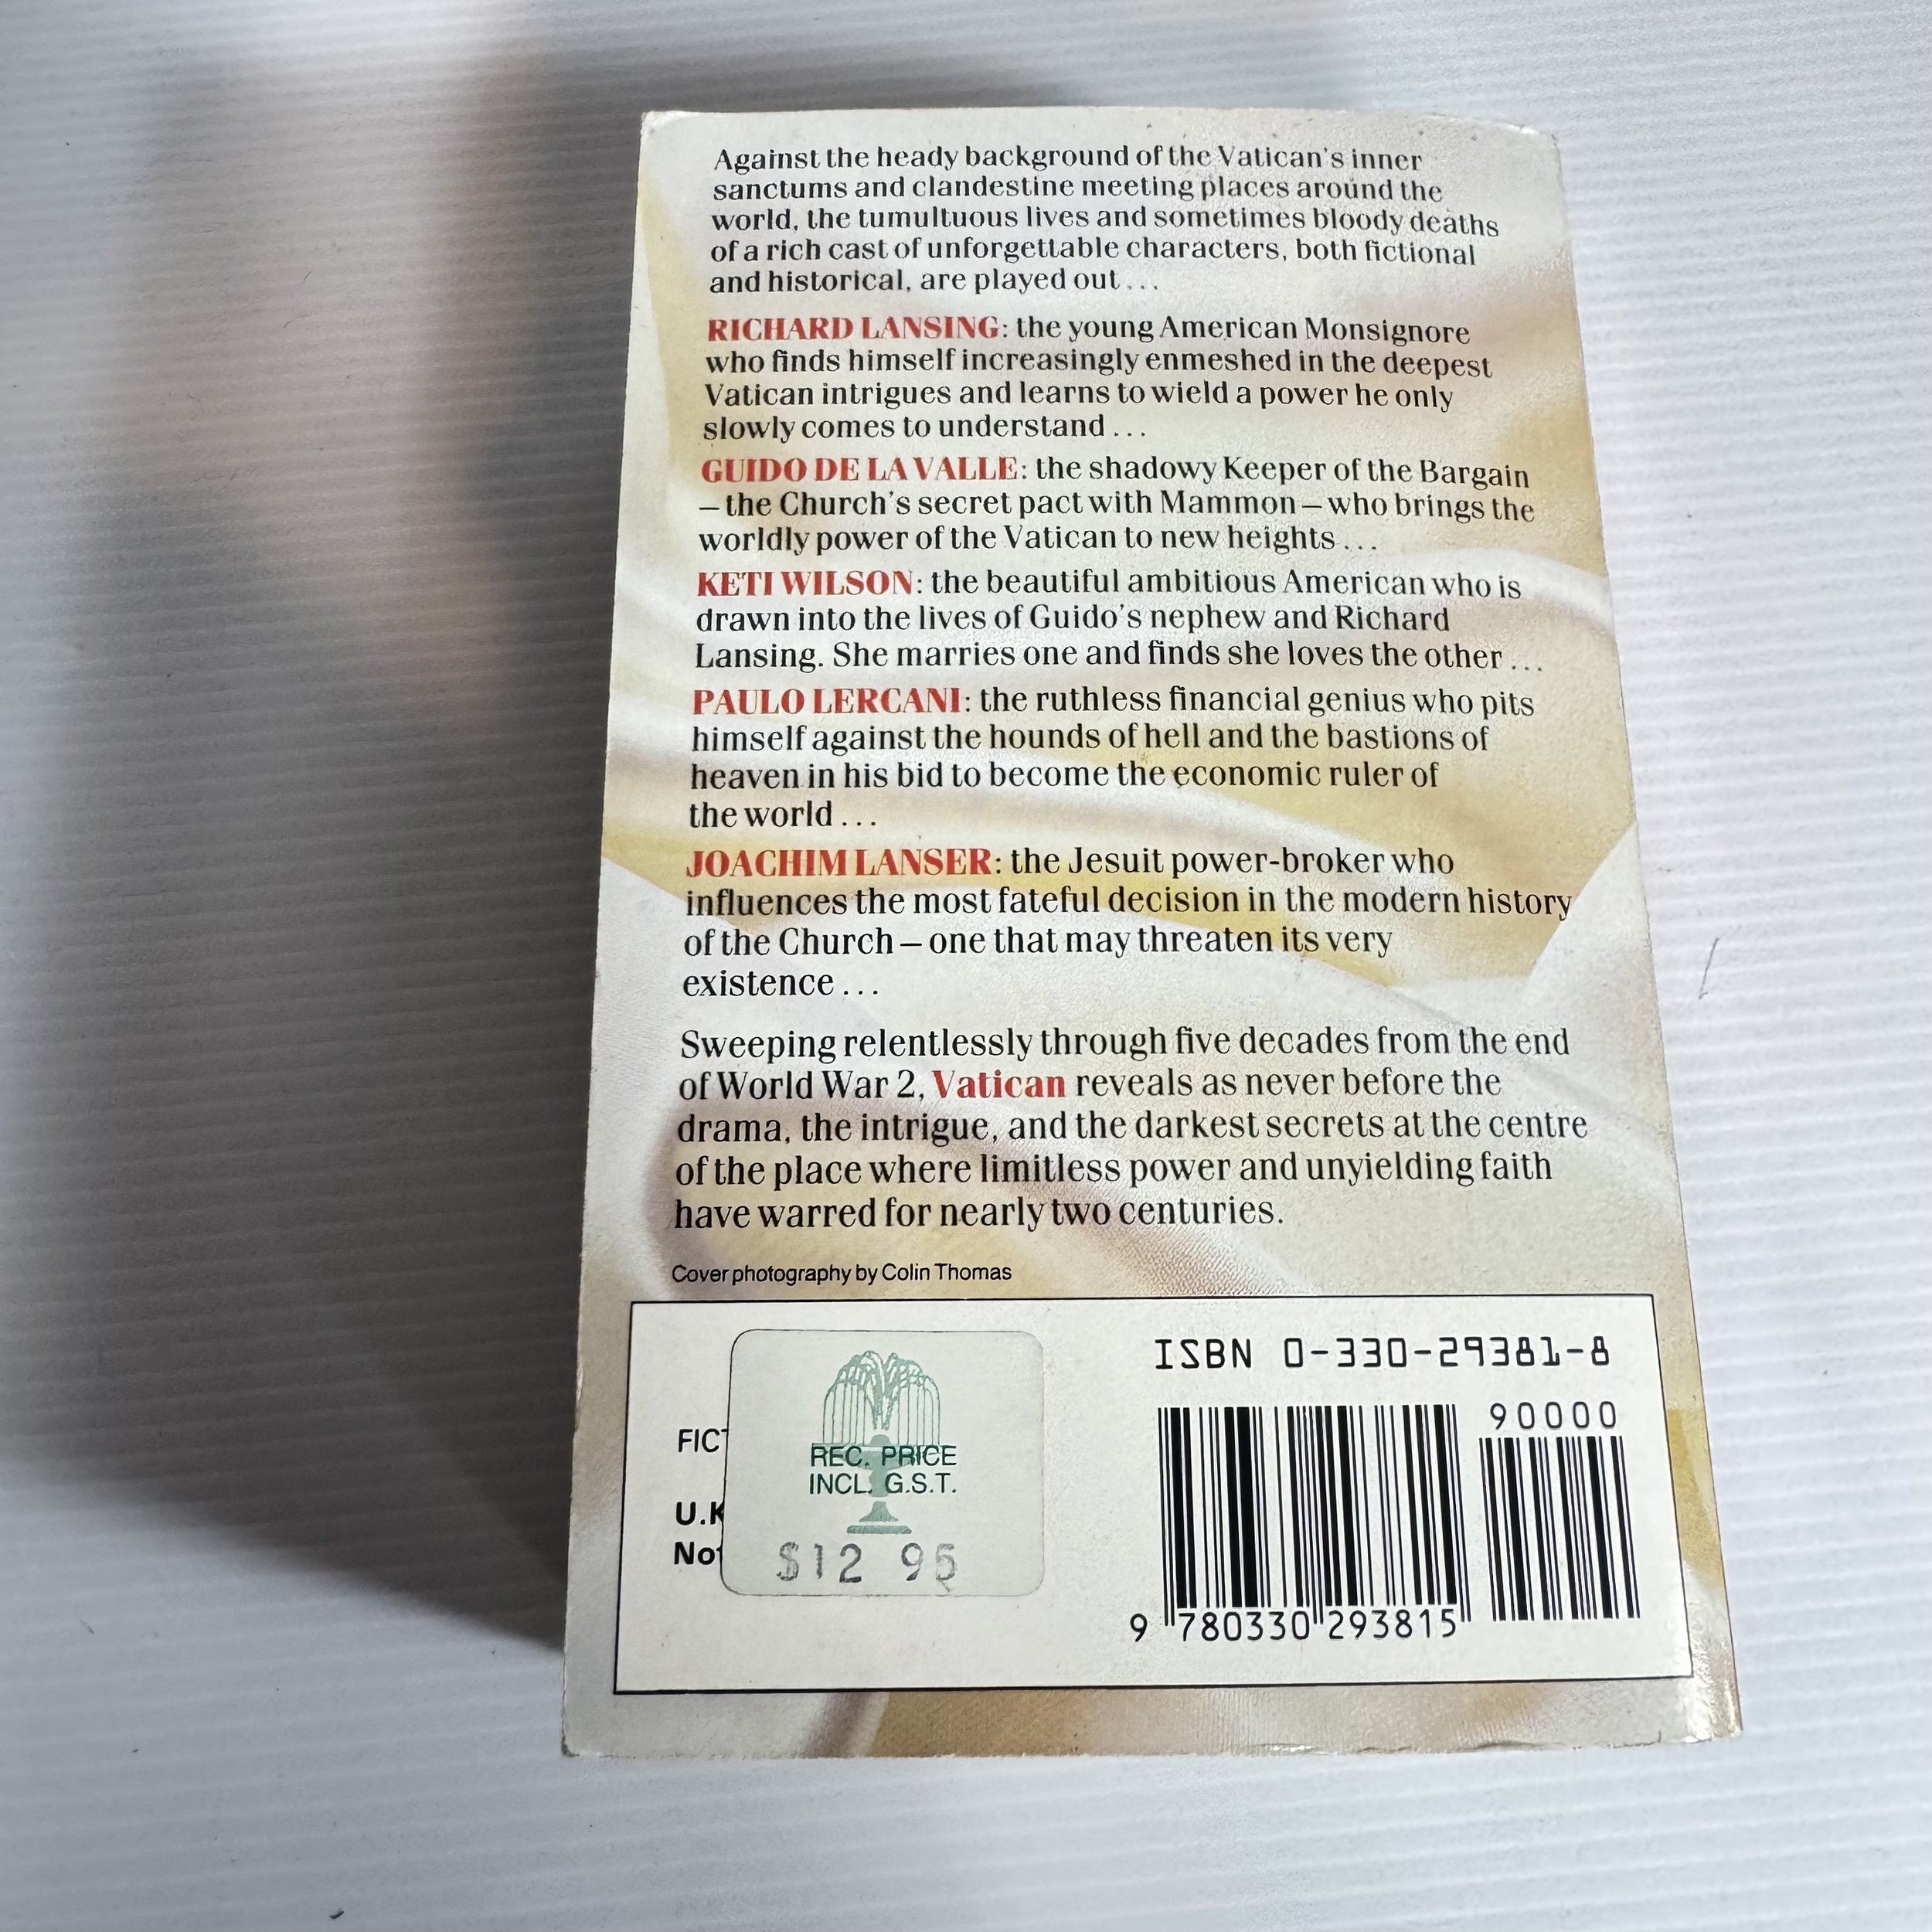 Against the heady background of the Vatican's inner
sanctums and clandestine meeting places around the
world, the tumultuous lives and sometimes bloody deaths
of a rich cast of unforgettable characters, both fictional
and historical, are played out...
RICHARD LANSING: the young American Monsignore
who finds himself increasingly enmeshed in the deepest
Vatican intrigues and learns to wield a power he only
slowly comes to understand...
GUIDO DE LA VALLE: the shadowy Keeper of the Bargain
– the Church's secret pact with Mammon – who brings the
worldly power of the Vatican to new heights...
KETI WILSON: the beautiful ambitious American who is
drawn into the lives of Guido's nephew and Richard
Lansing. She marries one and finds she loves the other...
PAULO LERCANI: the ruthless financial genius who pits
himself against the hounds of hell and the bastions of
heaven in his bid to become the economic ruler of
the world...
JOACHIM LANSER: the Jesuit power-broker who
influences the most fateful decision in the modern history
of the Church – one that may threaten its very
existence...
Sweeping relentlessly through five decades from the end
of World War 2, Vatican reveals as never before the
drama, the intrigue, and the darkest secrets at the centre
of the place where limitless power and unyielding faith
have warred for nearly two centuries.
Cover photography by Colin Thomas
FIC
U.K
No
REC. PRICE
INCL. G.S.T.
$12 95
ISBN 0-330-29381-8
90000
9 780330 293815